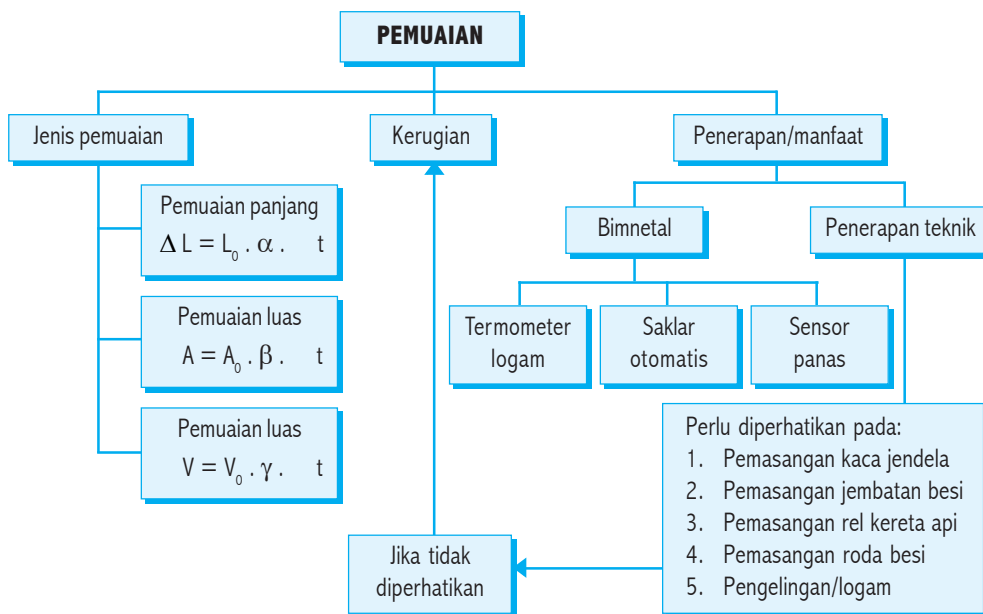 PEMUAIAN
Jenis pemuaian
Kerugian
Penerapan/manfaat
Pemuaian panjang
Δ L = L₀ . α . t
Pemuaian luas
A = A₀ . β . t
Pemuaian luas
V = V₀ . γ . t
Bimnetal
Penerapan teknik
Termometer
logam
Saklar
otomatis
Sensor
panas
Perlu diperhatikan pada:
1. Pemasangan kaca jendela
2. Pemasangan jembatan besi
3. Pemasangan rel kereta api
4. Pemasangan roda besi
5. Pengelingan/logam
Jika tidak
diperhatikan